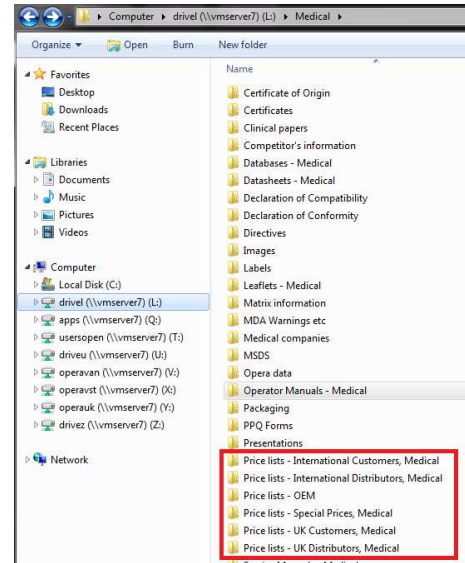 Computer ▸ drivel (\\vmserver7) (L:) ▸ Medical ▸
Organize Open Burn New folder
Favorites
Desktop
Downloads
Recent Places
Libraries
Documents
Music
Pictures
Videos
Computer
Local Disk (C:)
drivel (\\vmserver7) (L:)
apps (\\vmserver7) (Q:)
usersopen (\\vmserver7) (T:)
driveu (\\vmserver7) (U:)
operavan (\\vmserver7) (V:)
operavst (\\vmserver7) (X:)
operauk (\\vmserver7) (Y:)
drivez (\\vmserver7) (Z:)
Network
Name
Certificate of Origin
Certificates
Clinical papers
Competitor's information
Databases - Medical
Datasheets - Medical
Declaration of Compatibility
Declaration of Conformity
Directives
Images
Labels
Leaflets - Medical
Matrix information
MDA Warnings etc
Medical companies
MSDS
Opera data
Operator Manuals - Medical
Packaging
PPQ Forms
Presentations
Price lists - International Customers, Medical
Price lists - International Distributors, Medical
Price lists - OEM
Price lists - Special Prices, Medical
Price lists - UK Customers, Medical
Price lists - UK Distributors, Medical